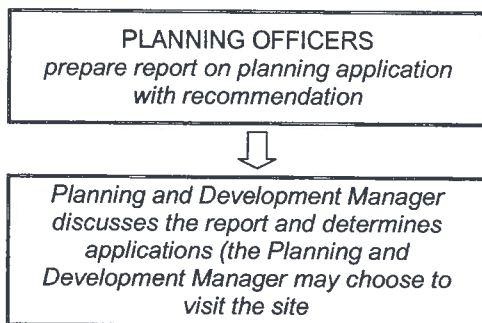 PLANNING OFFICERS
prepare report on planning application
with recommendation
Planning and Development Manager
discusses the report and determines
applications (the Planning and
Development Manager may choose to
visit the site